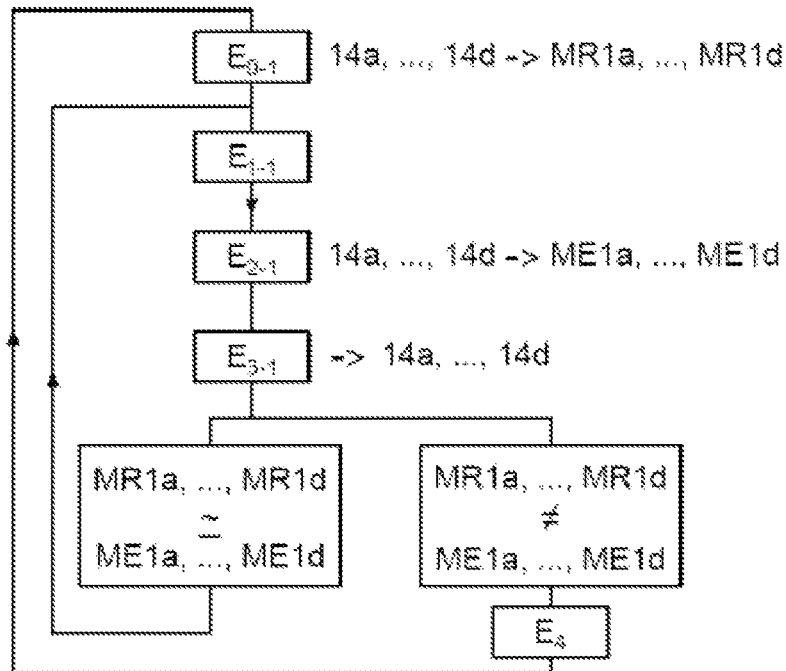 E₀₋₁ 14a, ..., 14d -> MR1a, ..., MR1d
E₁₋₁
E₂₋₁ 14a, ..., 14d -> ME1a, ..., ME1d
E₃₋₁ -> 14a, ..., 14d
MR1a, ..., MR1d
≃
ME1a, ..., ME1d
MR1a, ..., MR1d
≠
ME1a, ..., ME1d
E₄